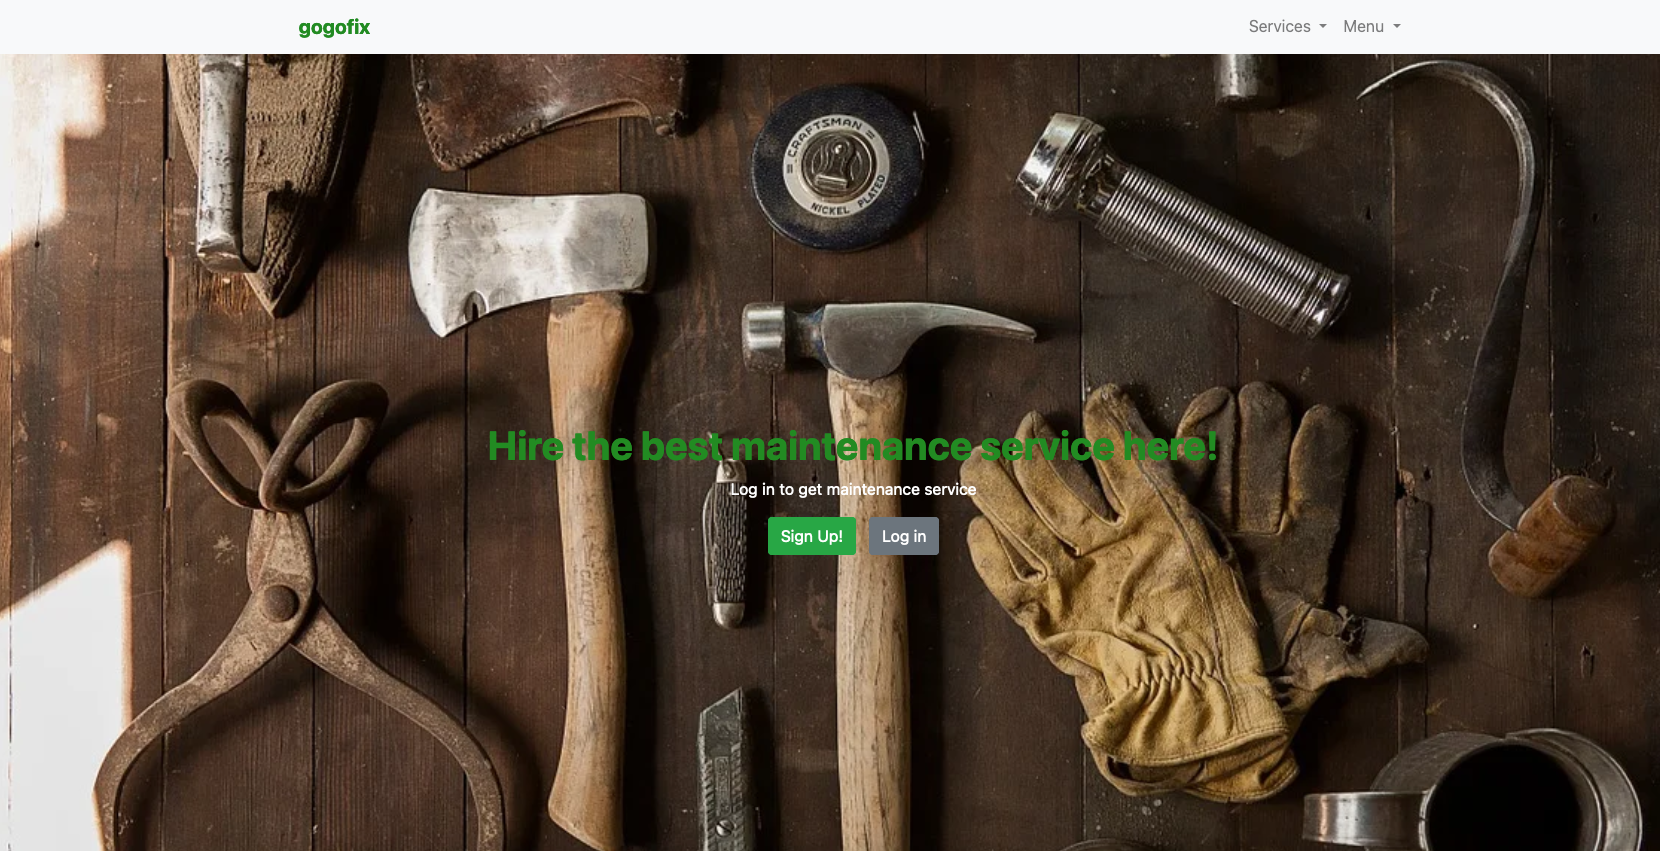 gogofix
Services
Menu
CRAFTSMAN
NICKEL PLATED
Hire the best maintenance service here!
Log in to get maintenance service
Sign Up!
Log in